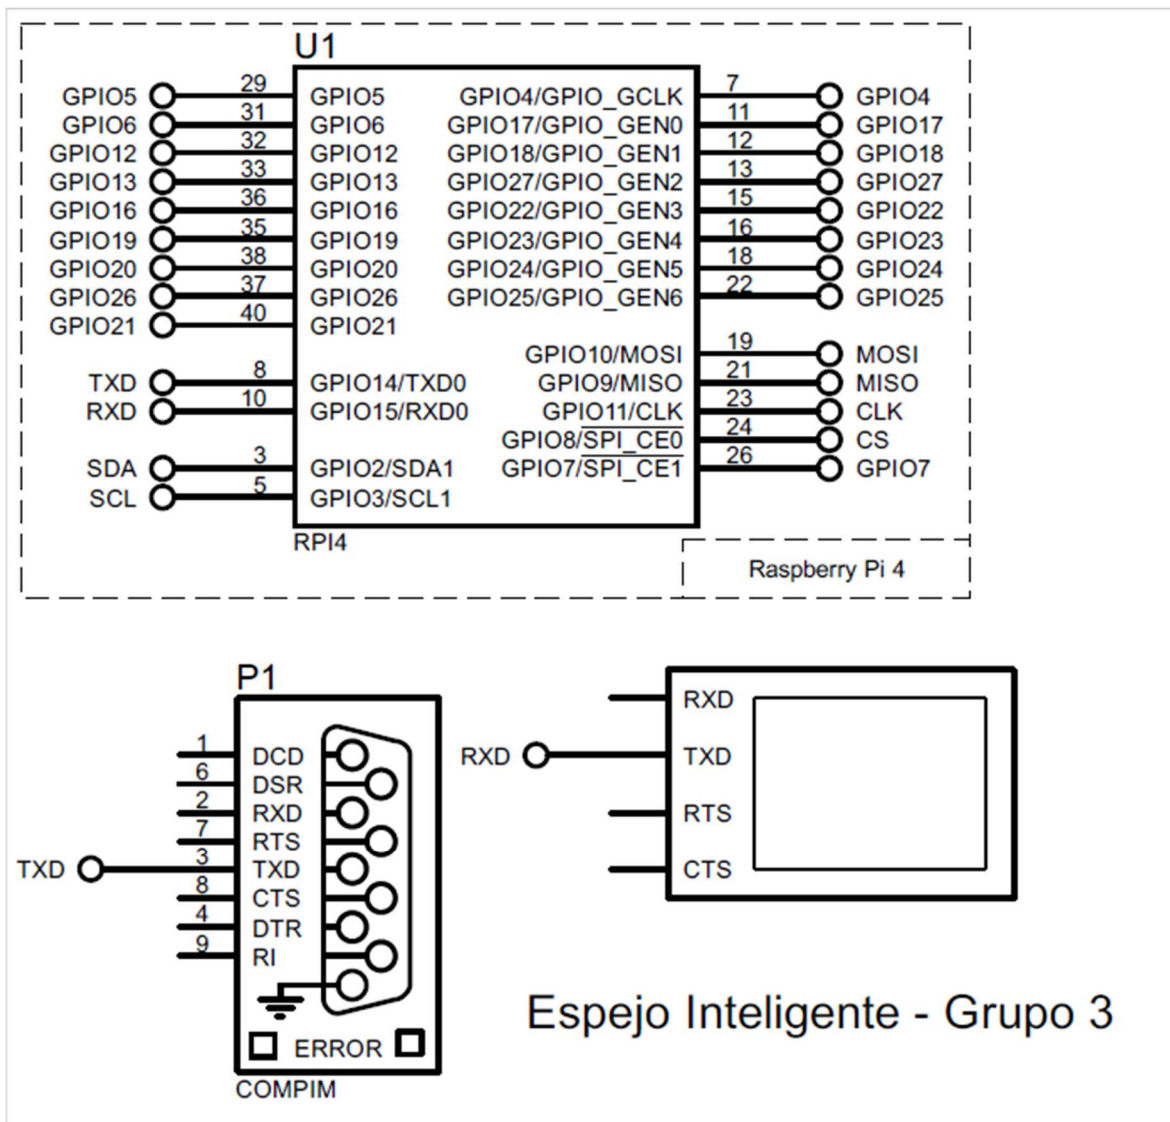 U1
GPIO5 29 GPIO5 GPIO4/GPIO_GCLK 7 GPIO4
GPIO6 31 GPIO6 GPIO17/GPIO_GEN0 11 GPIO17
GPIO12 32 GPIO12 GPIO18/GPIO_GEN1 12 GPIO18
GPIO13 33 GPIO13 GPIO27/GPIO_GEN2 13 GPIO27
GPIO16 36 GPIO16 GPIO22/GPIO_GEN3 15 GPIO22
GPIO19 35 GPIO19 GPIO23/GPIO_GEN4 16 GPIO23
GPIO20 38 GPIO20 GPIO24/GPIO_GEN5 18 GPIO24
GPIO26 37 GPIO26 GPIO25/GPIO_GEN6 22 GPIO25
GPIO21 40 GPIO21
GPIO10/MOSI 19 MOSI
TXD 8 GPIO14/TXD0 GPIO9/MISO 21 MISO
RXD 10 GPIO15/RXD0 GPIO11/CLK 23 CLK
GPIO8/SPI_CE0 24 CS
SDA 3 GPIO2/SDA1 GPIO7/SPI_CE1 26 GPIO7
SCL 5 GPIO3/SCL1
RPI4
Raspberry Pi 4
P1
1 DCD
6 DSR
2 RXD
7 RTS
TXD 3 TXD
8 CTS
4 DTR
9 RI
ERROR
COMPIM
RXD
RXD TXD
RTS
CTS
Espejo Inteligente - Grupo 3